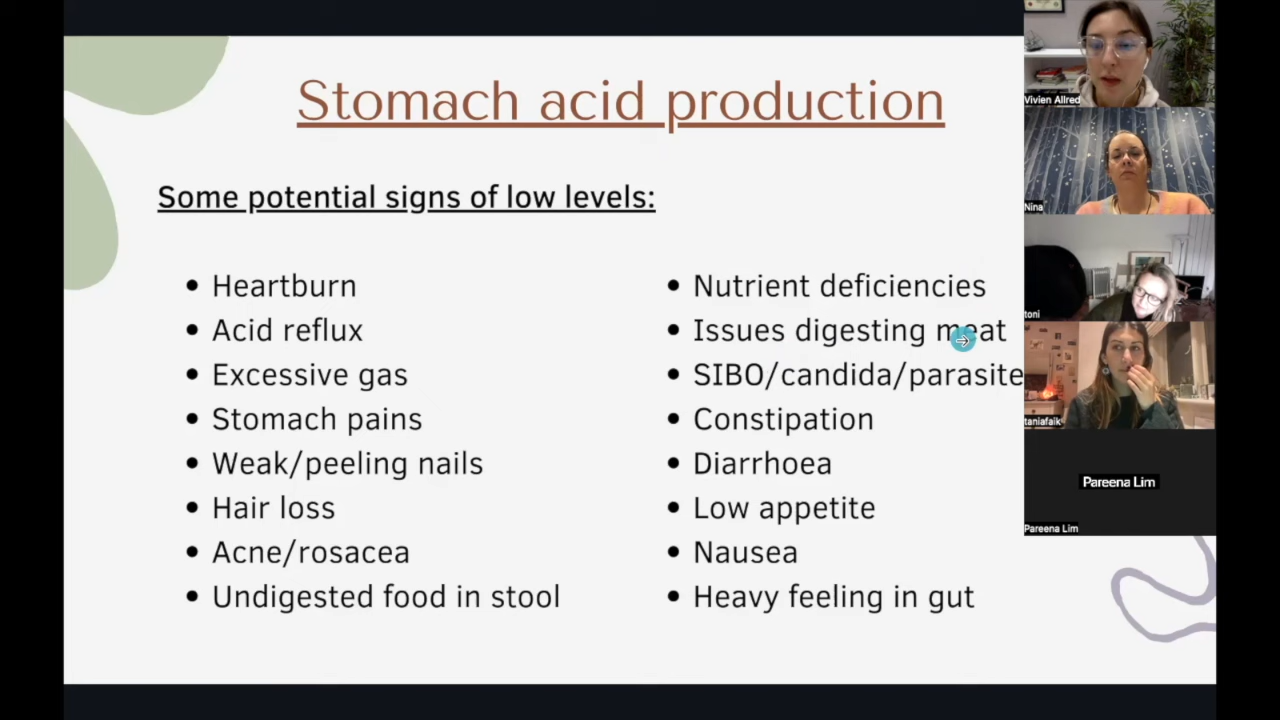 Stomach acid production
Some potential signs of low levels:
• Heartburn
• Acid reflux
• Excessive gas
• Stomach pains
• Weak/peeling nails
• Hair loss
• Acne/rosacea
• Undigested food in stool
• Nutrient deficiencies
• Issues digesting meat
• SIBO/candida/parasite
• Constipation
• Diarrhoea
• Low appetite
• Nausea
• Heavy feeling in gut
Vivien Allred
Nina
toni
taniafaik
Pareena Lim
Pareena Lim